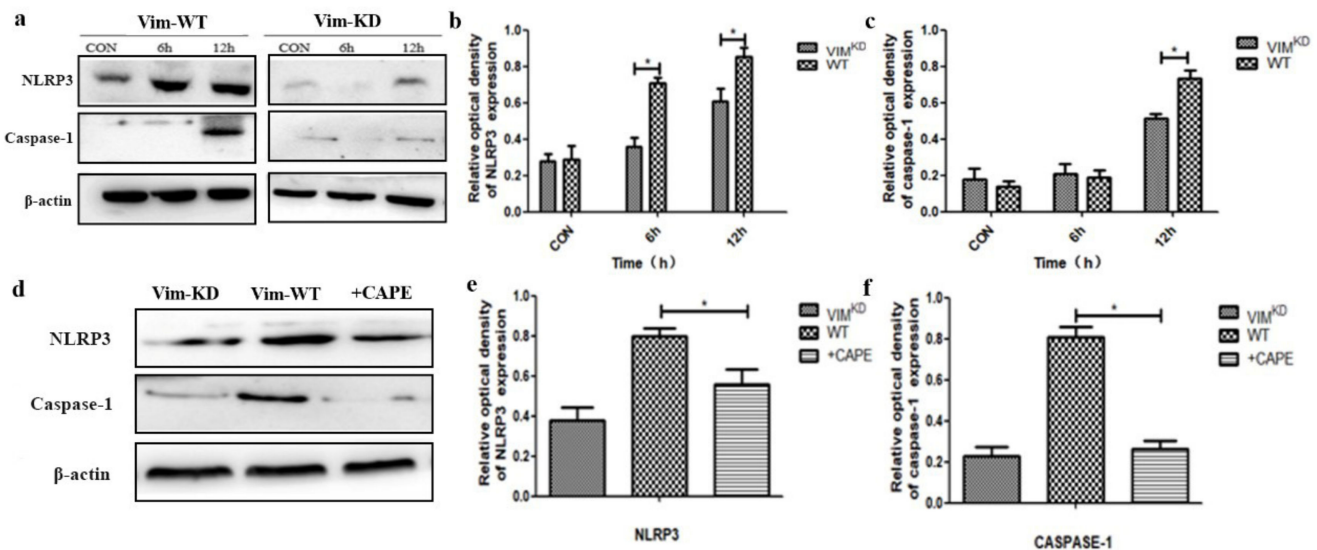 a
Vim-WT
Vim-KD
CON 6h 12h
CON 6h 12h
NLRP3
Caspase-1
β-actin
b
Relative optical density
of NLRP3 expression
1.0
0.8
0.6
0.4
0.2
0.0
CON
6h
12h
Time（h）
*
*
VIMKD
WT
c
Relative optical density
of caspase-1 expression
1.0
0.8
0.6
0.4
0.2
0.0
CON
6h
12h
Time（h）
*
VIMKD
WT
d
Vim-KD Vim-WT +CAPE
NLRP3
Caspase-1
β-actin
e
Relative optical density
of NLRP3 expression
1.0
0.8
0.6
0.4
0.2
0.0
*
NLRP3
VIMKD
WT
+CAPE
f
Relative optical density
of caspase-1 expression
1.0
0.8
0.6
0.4
0.2
0.0
*
CASPASE-1
VIMKD
WT
+CAPE